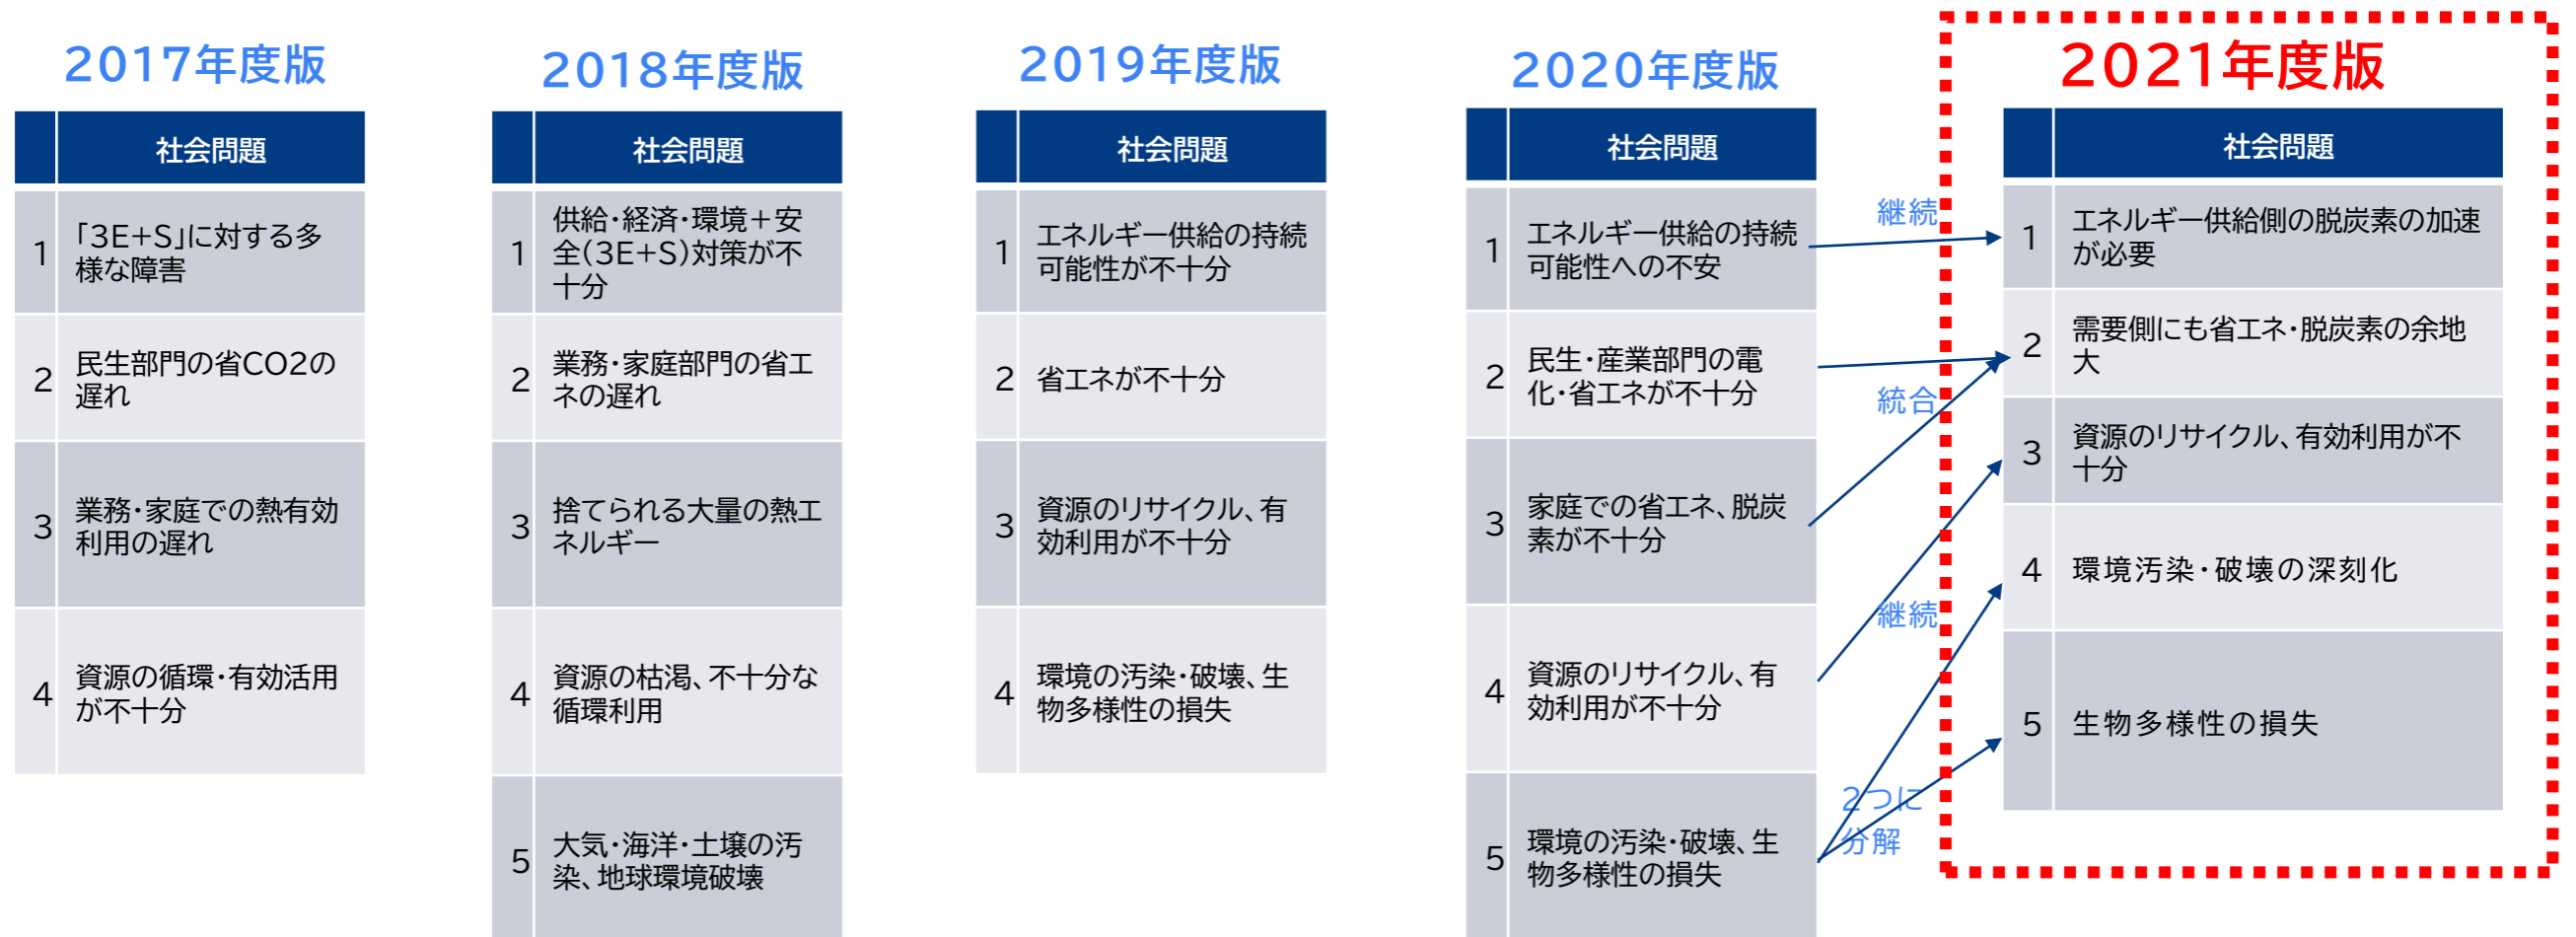 2017年度版
社会問題
1
「3E+S」に対する多
様な障害
2
民生部門の省CO2の
遅れ
3
業務・家庭での熱有効
利用の遅れ
4
資源の循環・有効活用
が不十分
2018年度版
社会問題
1
供給・経済・環境＋安
全(3E+S)対策が不
十分
2
業務・家庭部門の省エ
ネの遅れ
3
捨てられる大量の熱エ
ネルギー
4
資源の枯渇、不十分な
循環利用
5
大気・海洋・土壌の汚
染、地球環境破壊
2019年度版
社会問題
1
エネルギー供給の持続
可能性が不十分
2
省エネが不十分
3
資源のリサイクル、有
効利用が不十分
4
環境の汚染・破壊、生
物多様性の損失
2020年度版
社会問題
1
エネルギー供給の持続
可能性への不安
2
民生・産業部門の電
化・省エネが不十分
3
家庭での省エネ、脱炭
素が不十分
4
資源のリサイクル、有
効利用が不十分
5
環境の汚染・破壊、生
物多様性の損失
継続
統合
継続
2つに
分解
2021年度版
社会問題
1
エネルギー供給側の脱炭素の加速
が必要
2
需要側にも省エネ・脱炭素の余地
大
3
資源のリサイクル、有効利用が不
十分
4
環境汚染・破壊の深刻化
5
生物多様性の損失